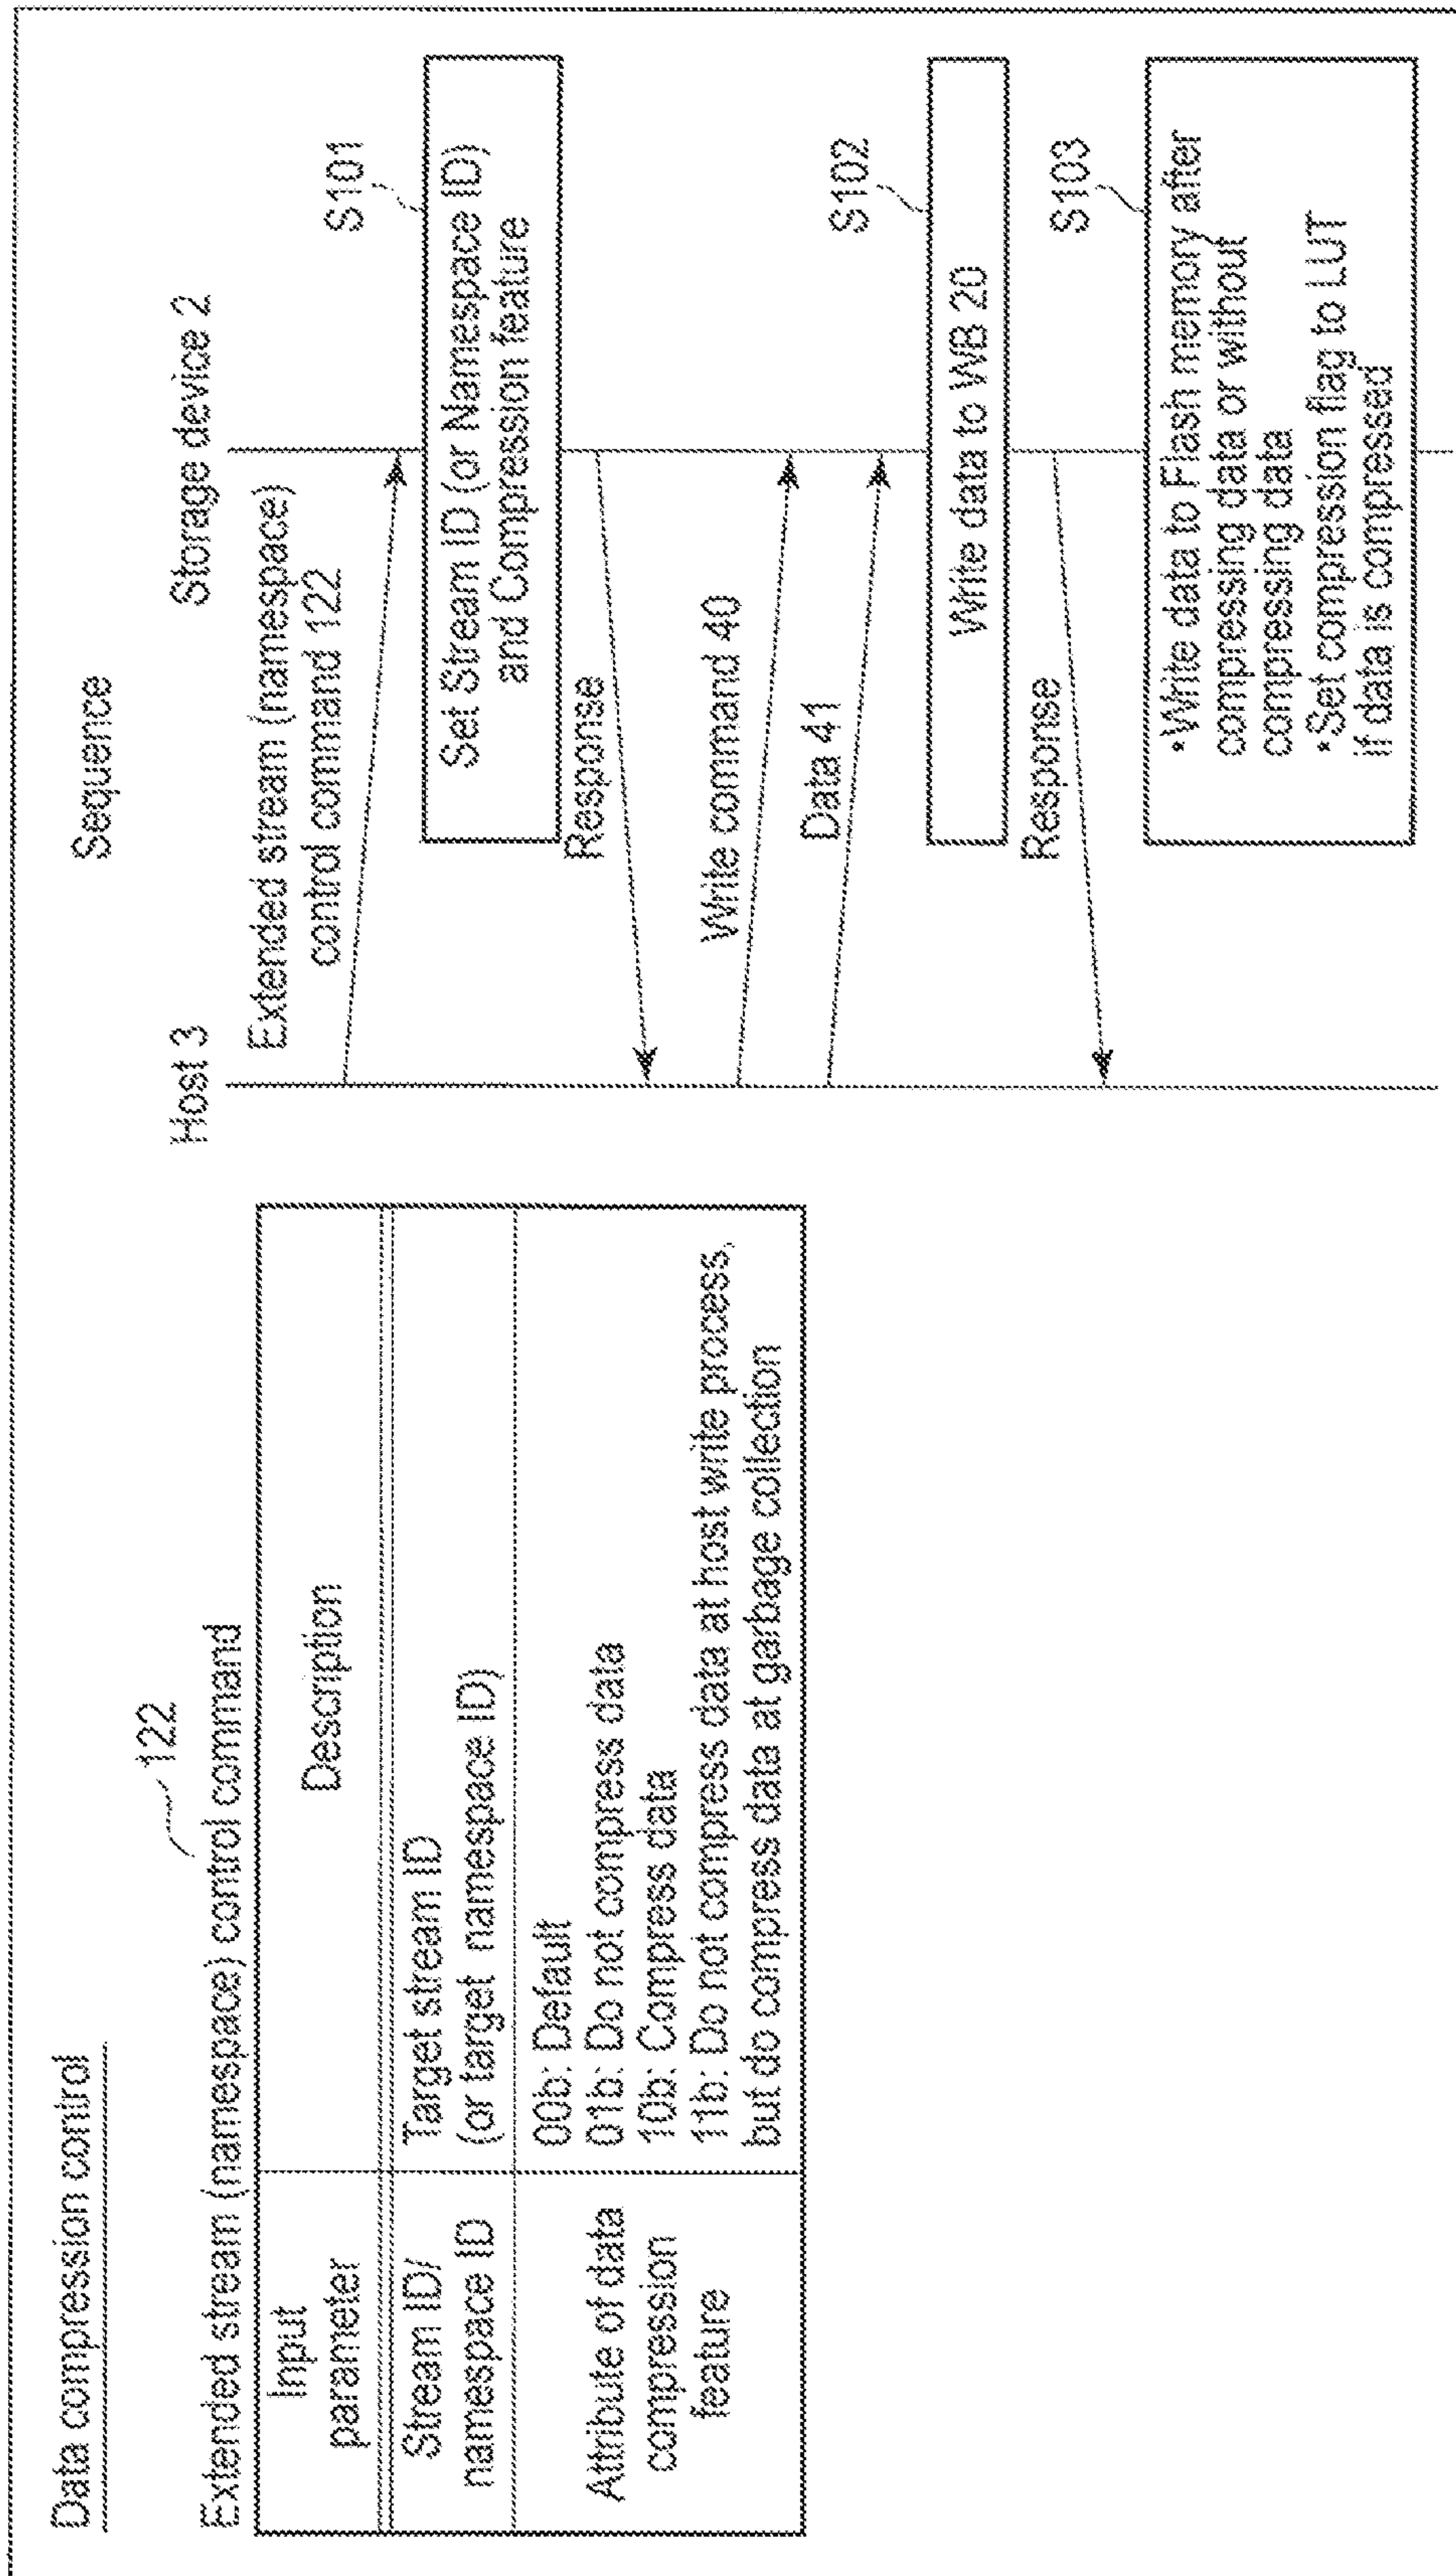 Data compression control
122
Extended stream (namespace) control command
Input
parameter
Description
Stream ID/
namespace ID
Target stream ID
(or target namespace ID)
Attribute of data
compression
feature
00b: Default
01b: Do not compress data
10b: Compress data
11b: Do not compress data at host write process,
but do compress data at garbage collection
Sequence
Host 3
Storage device 2
Extended stream (namespace)
control command 122
S101
Set Stream ID (or Namespace ID)
and Compression feature
Response
Write command 40
Data 41
S102
Write data to WB 20
Response
S103
•Write data to Flash memory after
compressing data or without
compressing data
•Set compression flag to LUT
if data is compressed